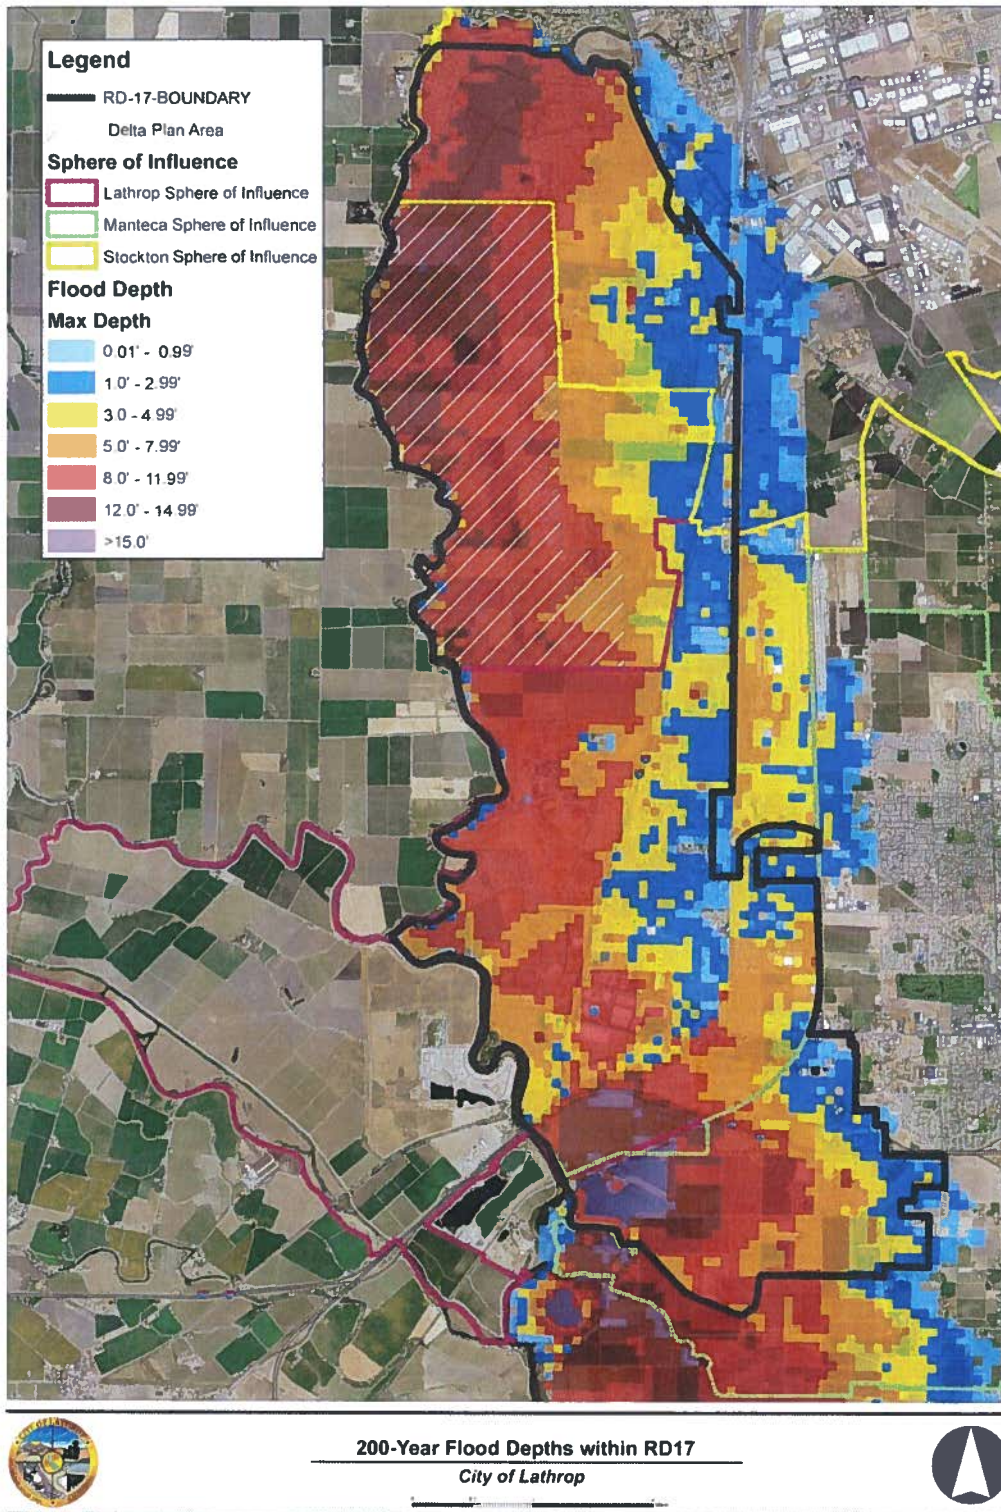 Legend
RD-17-BOUNDARY
Delta Plan Area
Sphere of Influence
Lathrop Sphere of Influence
Manteca Sphere of Influence
Stockton Sphere of Influence
Flood Depth
Max Depth
0.01' - 0.99'
1.0' - 2.99'
3.0 - 4.99'
5.0' - 7.99'
8.0' - 11.99'
12.0' - 14.99'
>15.0'
200-Year Flood Depths within RD17
City of Lathrop